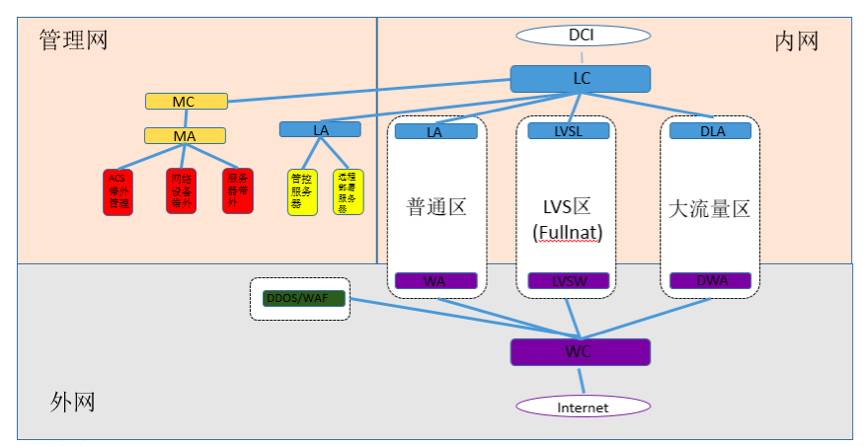 管理网
DCI
内网
LC
MC
MA
LA
LA
LVSL
DLA
ACS
带外
管理
网络
设备
带外
服务
器带
外
管控
服务
器
远程
部署
服务
器
普通区
LVS区
(Fullnat)
大流量区
WA
LVSW
DWA
DDOS/WAF
WC
外网
Internet